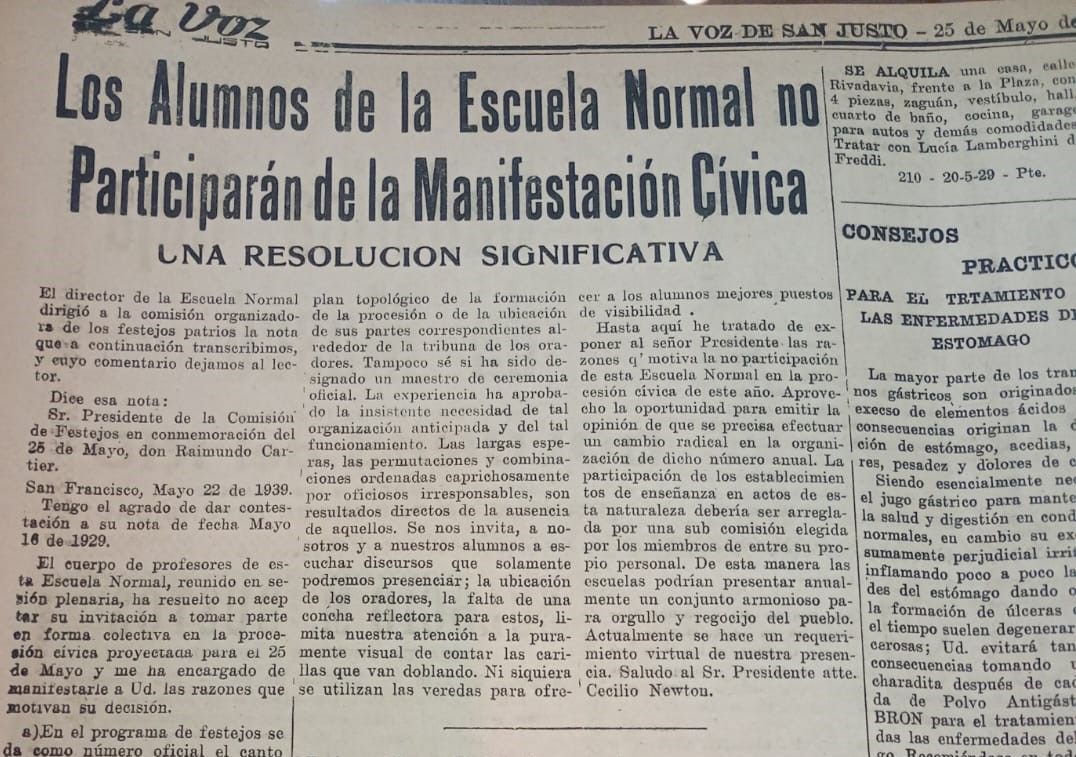 La Voz
SAN JUSTO
LA VOZ DE SAN JUSTO - 25 de Mayo de
Los Alumnos de la Escuela Normal no
Participarán de la Manifestación Cívica
UNA RESOLUCION SIGNIFICATIVA
El director de la Escuela Normal
dirigió a la comisión organizado-
ra de los festejos patrios la nota
que a continuación transcribimos,
y cuyo comentario dejamos al lec-
tor.
Dice esa nota:
Sr. Presidente de la Comisión
de Festejos en conmemoración del
25 de Mayo, don Raimundo Car-
tier.
San Francisco, Mayo 22 de 1939.
Tengo el agrado de dar contes-
tación a su nota de fecha Mayo
16 de 1929.
El cuerpo de profesores de es-
ta Escuela Normal, reunido en se-
sión plenaria, ha resuelto no acep
tar su invitación a tomar parte
en forma colectiva en la proce-
sión cívica proyectada para el 25
de Mayo y me ha encargado de
manifestarle a Ud. las razones que
motivan su decisión.
a).En el programa de festejos se
da como número oficial el canto
plan topológico de la formación
de la procesión o de la ubicación
de sus partes correspondientes al-
rededor de la tribuna de los ora-
dores. Tampoco sé si ha sido de-
signado un maestro de ceremonia
oficial. La experiencia ha aproba-
do la insistente necesidad de tal
organización anticipada y del tal
funcionamiento. Las largas espe-
ras, las permutaciones y combina-
ciones ordenadas caprichosamente
por oficiosos irresponsables, son
resultados directos de la ausencia
de aquellos. Se nos invita, a no-
sotros y a nuestros alumnos a es-
cuchar discursos que solamente
podremos presenciar; la ubicación
de los oradores, la falta de una
concha reflectora para estos, li-
mita nuestra atención a la pura-
mente visual de contar las cari-
llas que van doblando. Ni siquiera
se utilizan las veredas para ofre-
cer a los alumnos mejores puestos
de visibilidad .
Hasta aquí he tratado de ex-
poner al señor Presidente las ra-
zones q' motiva la no participación
de esta Escuela Normal en la pro-
cesión cívica de este año. Aprove-
cho la oportunidad para emitir la
opinión de que se precisa efectuar
un cambio radical en la organi-
zación de dicho número anual. La
participación de los establecimien
tos de enseñanza en actos de es-
ta naturaleza debería ser arregla-
da por una sub comisión elegida
por los miembros de entre su pro-
pio personal. De esta manera las
escuelas podrían presentar anual-
mente un conjunto armonioso pa-
ra orgullo y regocijo del pueblo.
Actualmente se hace un requeri-
miento virtual de nuestra presen-
cia. Saludo al Sr. Presidente atte.
Cecilio Newton.
SE ALQUILA una casa, calle
Rivadavia, frente a la Plaza, con
4 piezas, zaguán, vestíbulo, hall,
cuarto de baño, cocina, garage
para autos y demás comodidades
Tratar con Lucía Lamberghini d
Freddi.
210 - 20-5-29 - Pte.
CONSEJOS
PRACTICO
PARA EL TRTAMIENTO
LAS ENFERMEDADES DE
ESTOMAGO
La mayor parte de los tran
nos gástricos son originados
execso de elementos ácidos
consecuencias originan la
ción de estómago, acedias,
res, pesadez y dolores de c
Siendo esencialmente nec
el jugo gástrico para mante
la salud y digestión en cond
normales, en cambio su exc
sumamente perjudicial irrit
inflamando poco a poco la
des del estómago dando o
la formación de úlceras
el tiempo suelen degenerar
cerosas; Ud. evitará tan
consecuencias tomando u
charadita después de cad
da de Polvo Antigást
BRON para el tratamien
das las enfermedades del